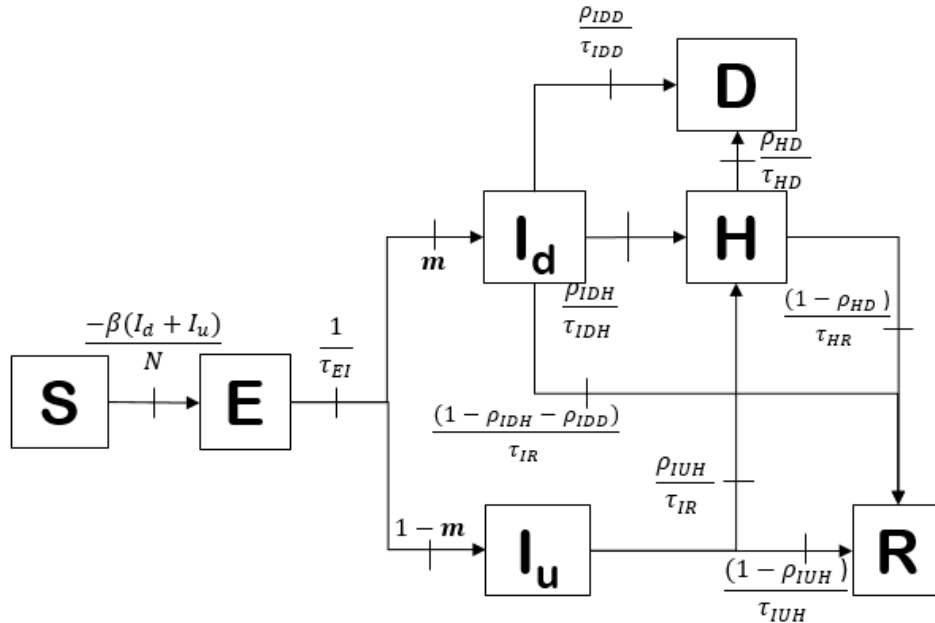 ρ_IDD / τ_IDD
D
ρ_HD / τ_HD
I_d
H
m
ρ_IDH / τ_IDH
(1 − ρ_HD) / τ_HR
−β(I_d + I_u) / N
1 / τ_EI
S
E
(1 − ρ_IDH − ρ_IDD) / τ_IR
ρ_IUH / τ_IR
1 − m
I_u
R
(1 − ρ_IUH) / τ_IUH